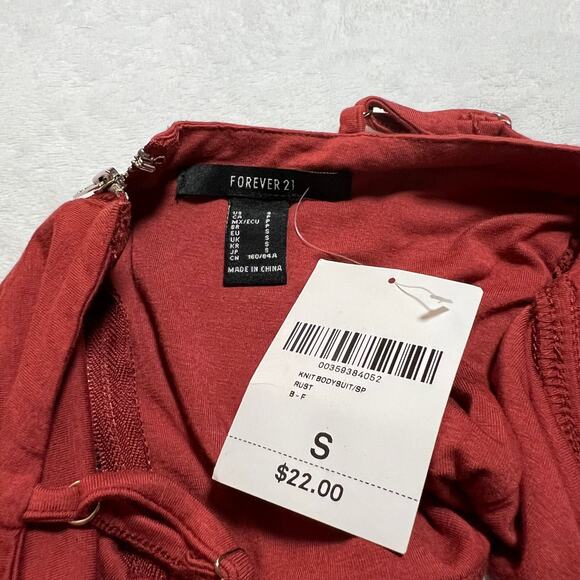 FOREVER 21
US S
CA P
MX/ECU P
BR P
EU S
UK S
KR S
JP S
CN 160/84A
MADE IN CHINA
00359384052
KNIT BODYSUIT/SP
RUST
B - F
S
$22.00